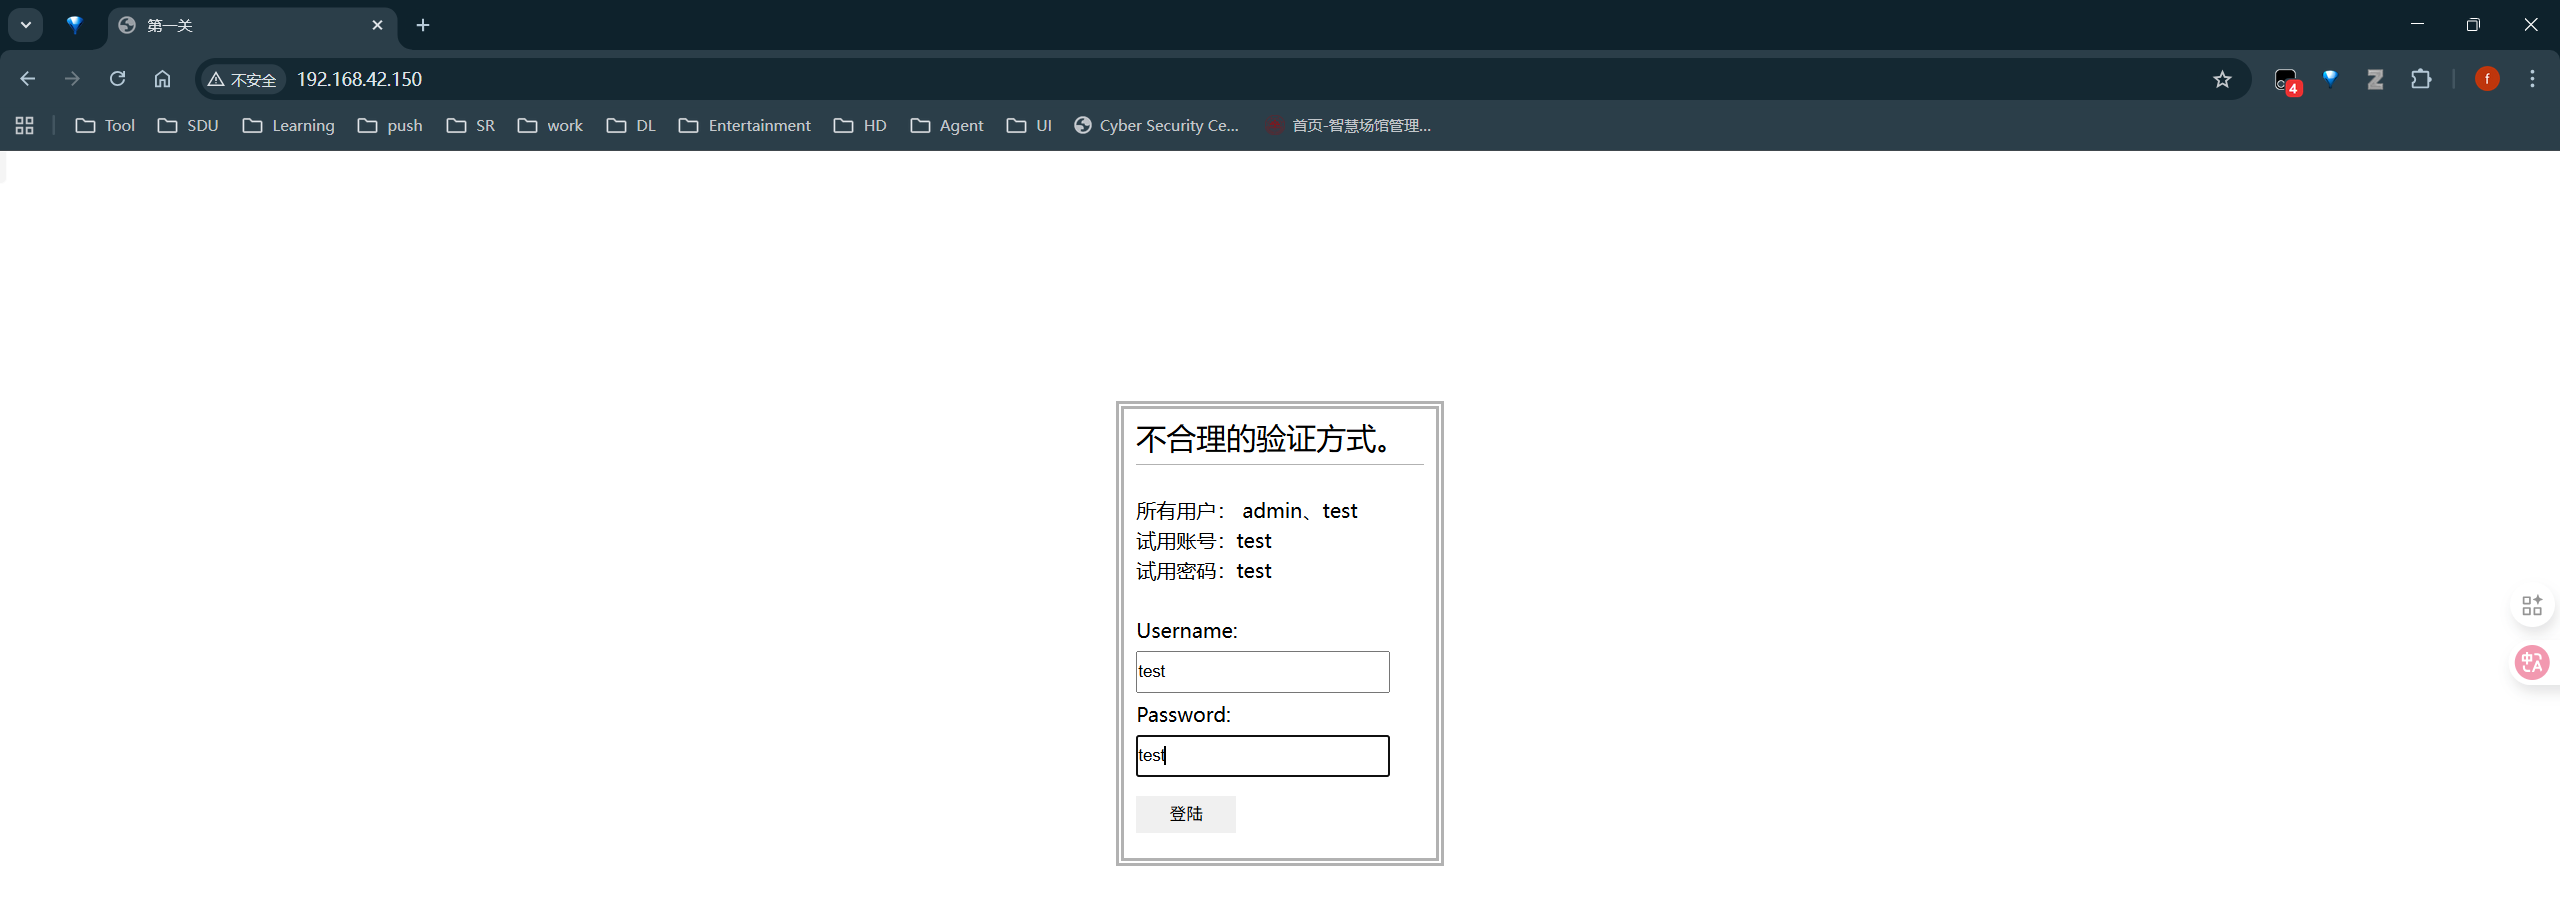 第一关
不安全
192.168.42.150
4
f
Tool
SDU
Learning
push
SR
work
DL
Entertainment
HD
Agent
UI
Cyber Security Ce...
首页-智慧场馆管理...
不合理的验证方式。
所有用户： admin、test
试用账号：test
试用密码：test
Username:
test
Password:
test
登陆